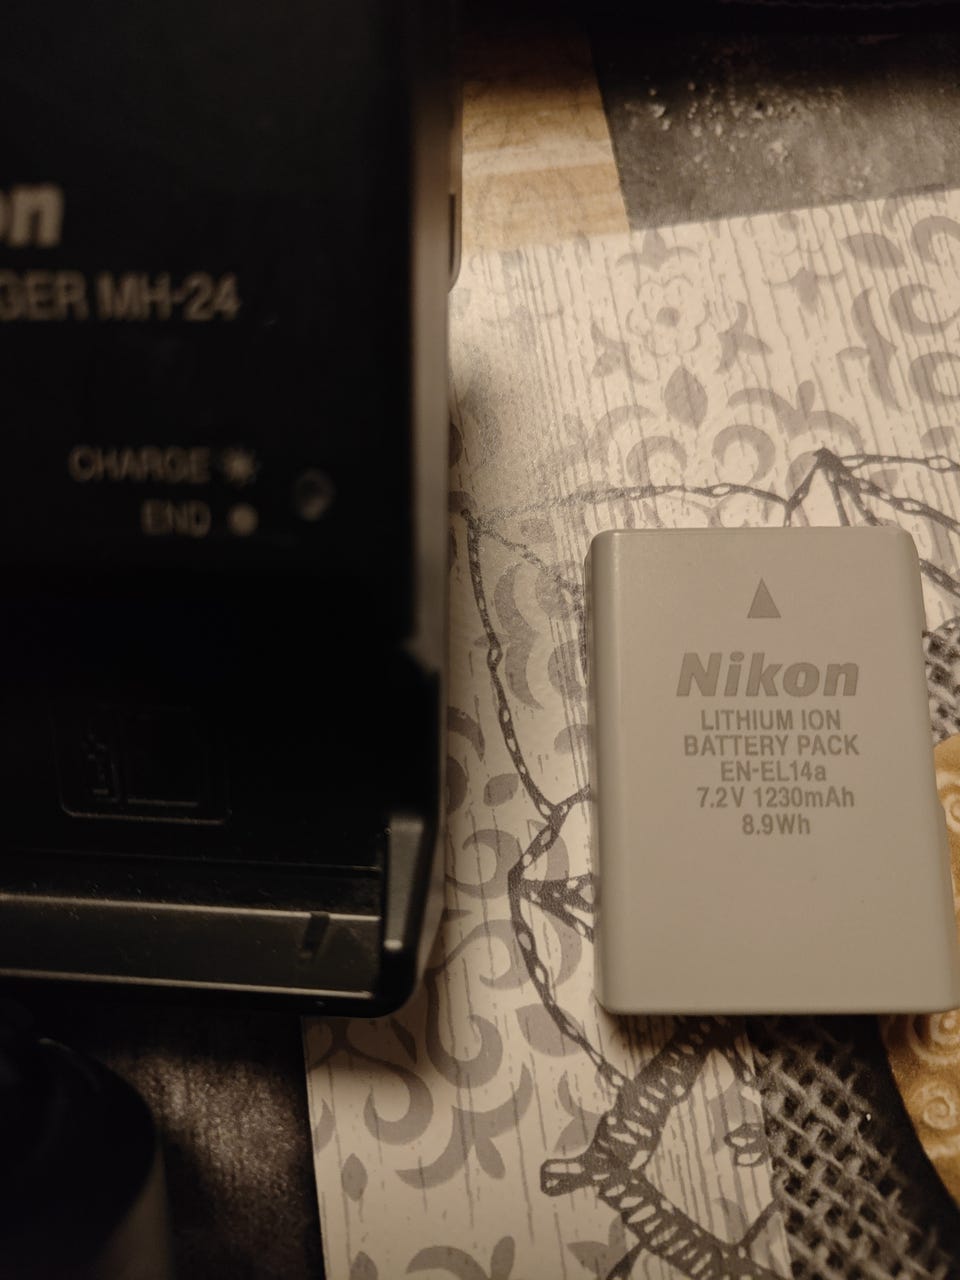 on
GER MH-24
CHARGE
END
Nikon
LITHIUM ION
BATTERY PACK
EN-EL14a
7.2V 1230mAh
8.9Wh